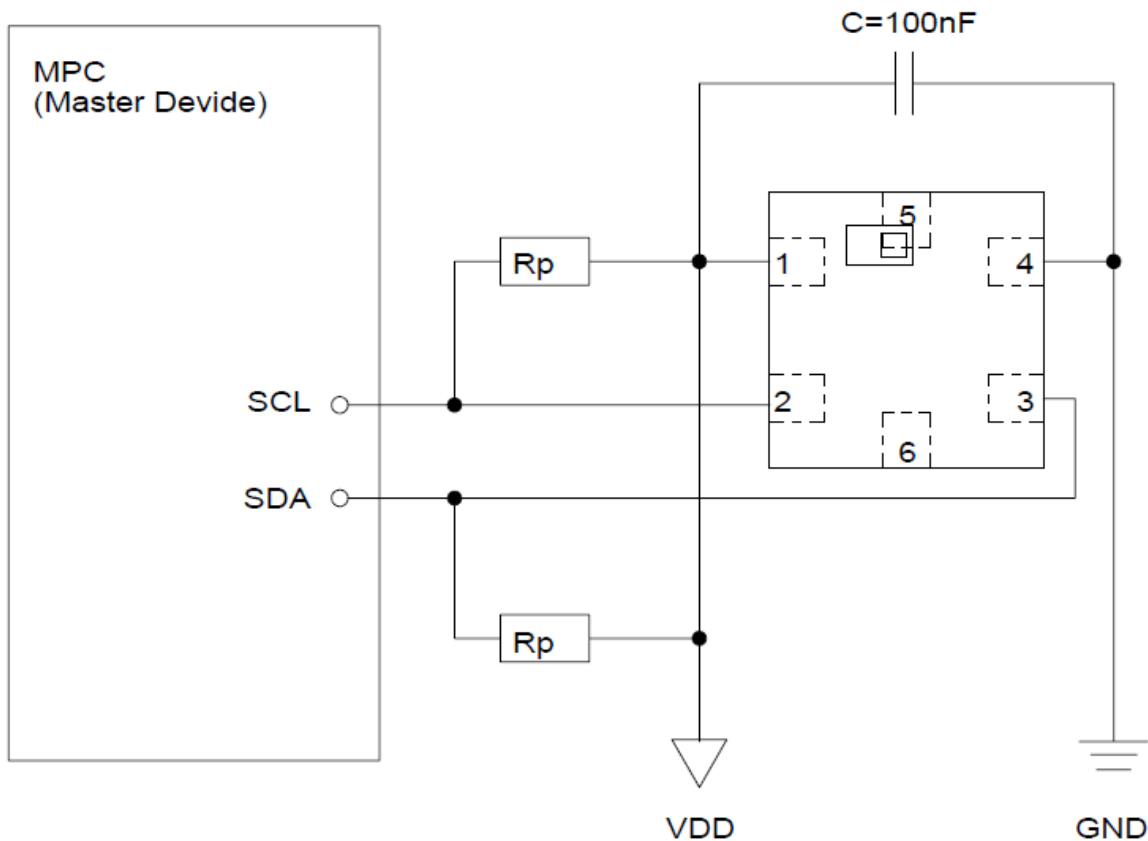 C=100nF
MPC
(Master Devide)
5
Rp
1
4
SCL
2
3
6
SDA
Rp
VDD
GND